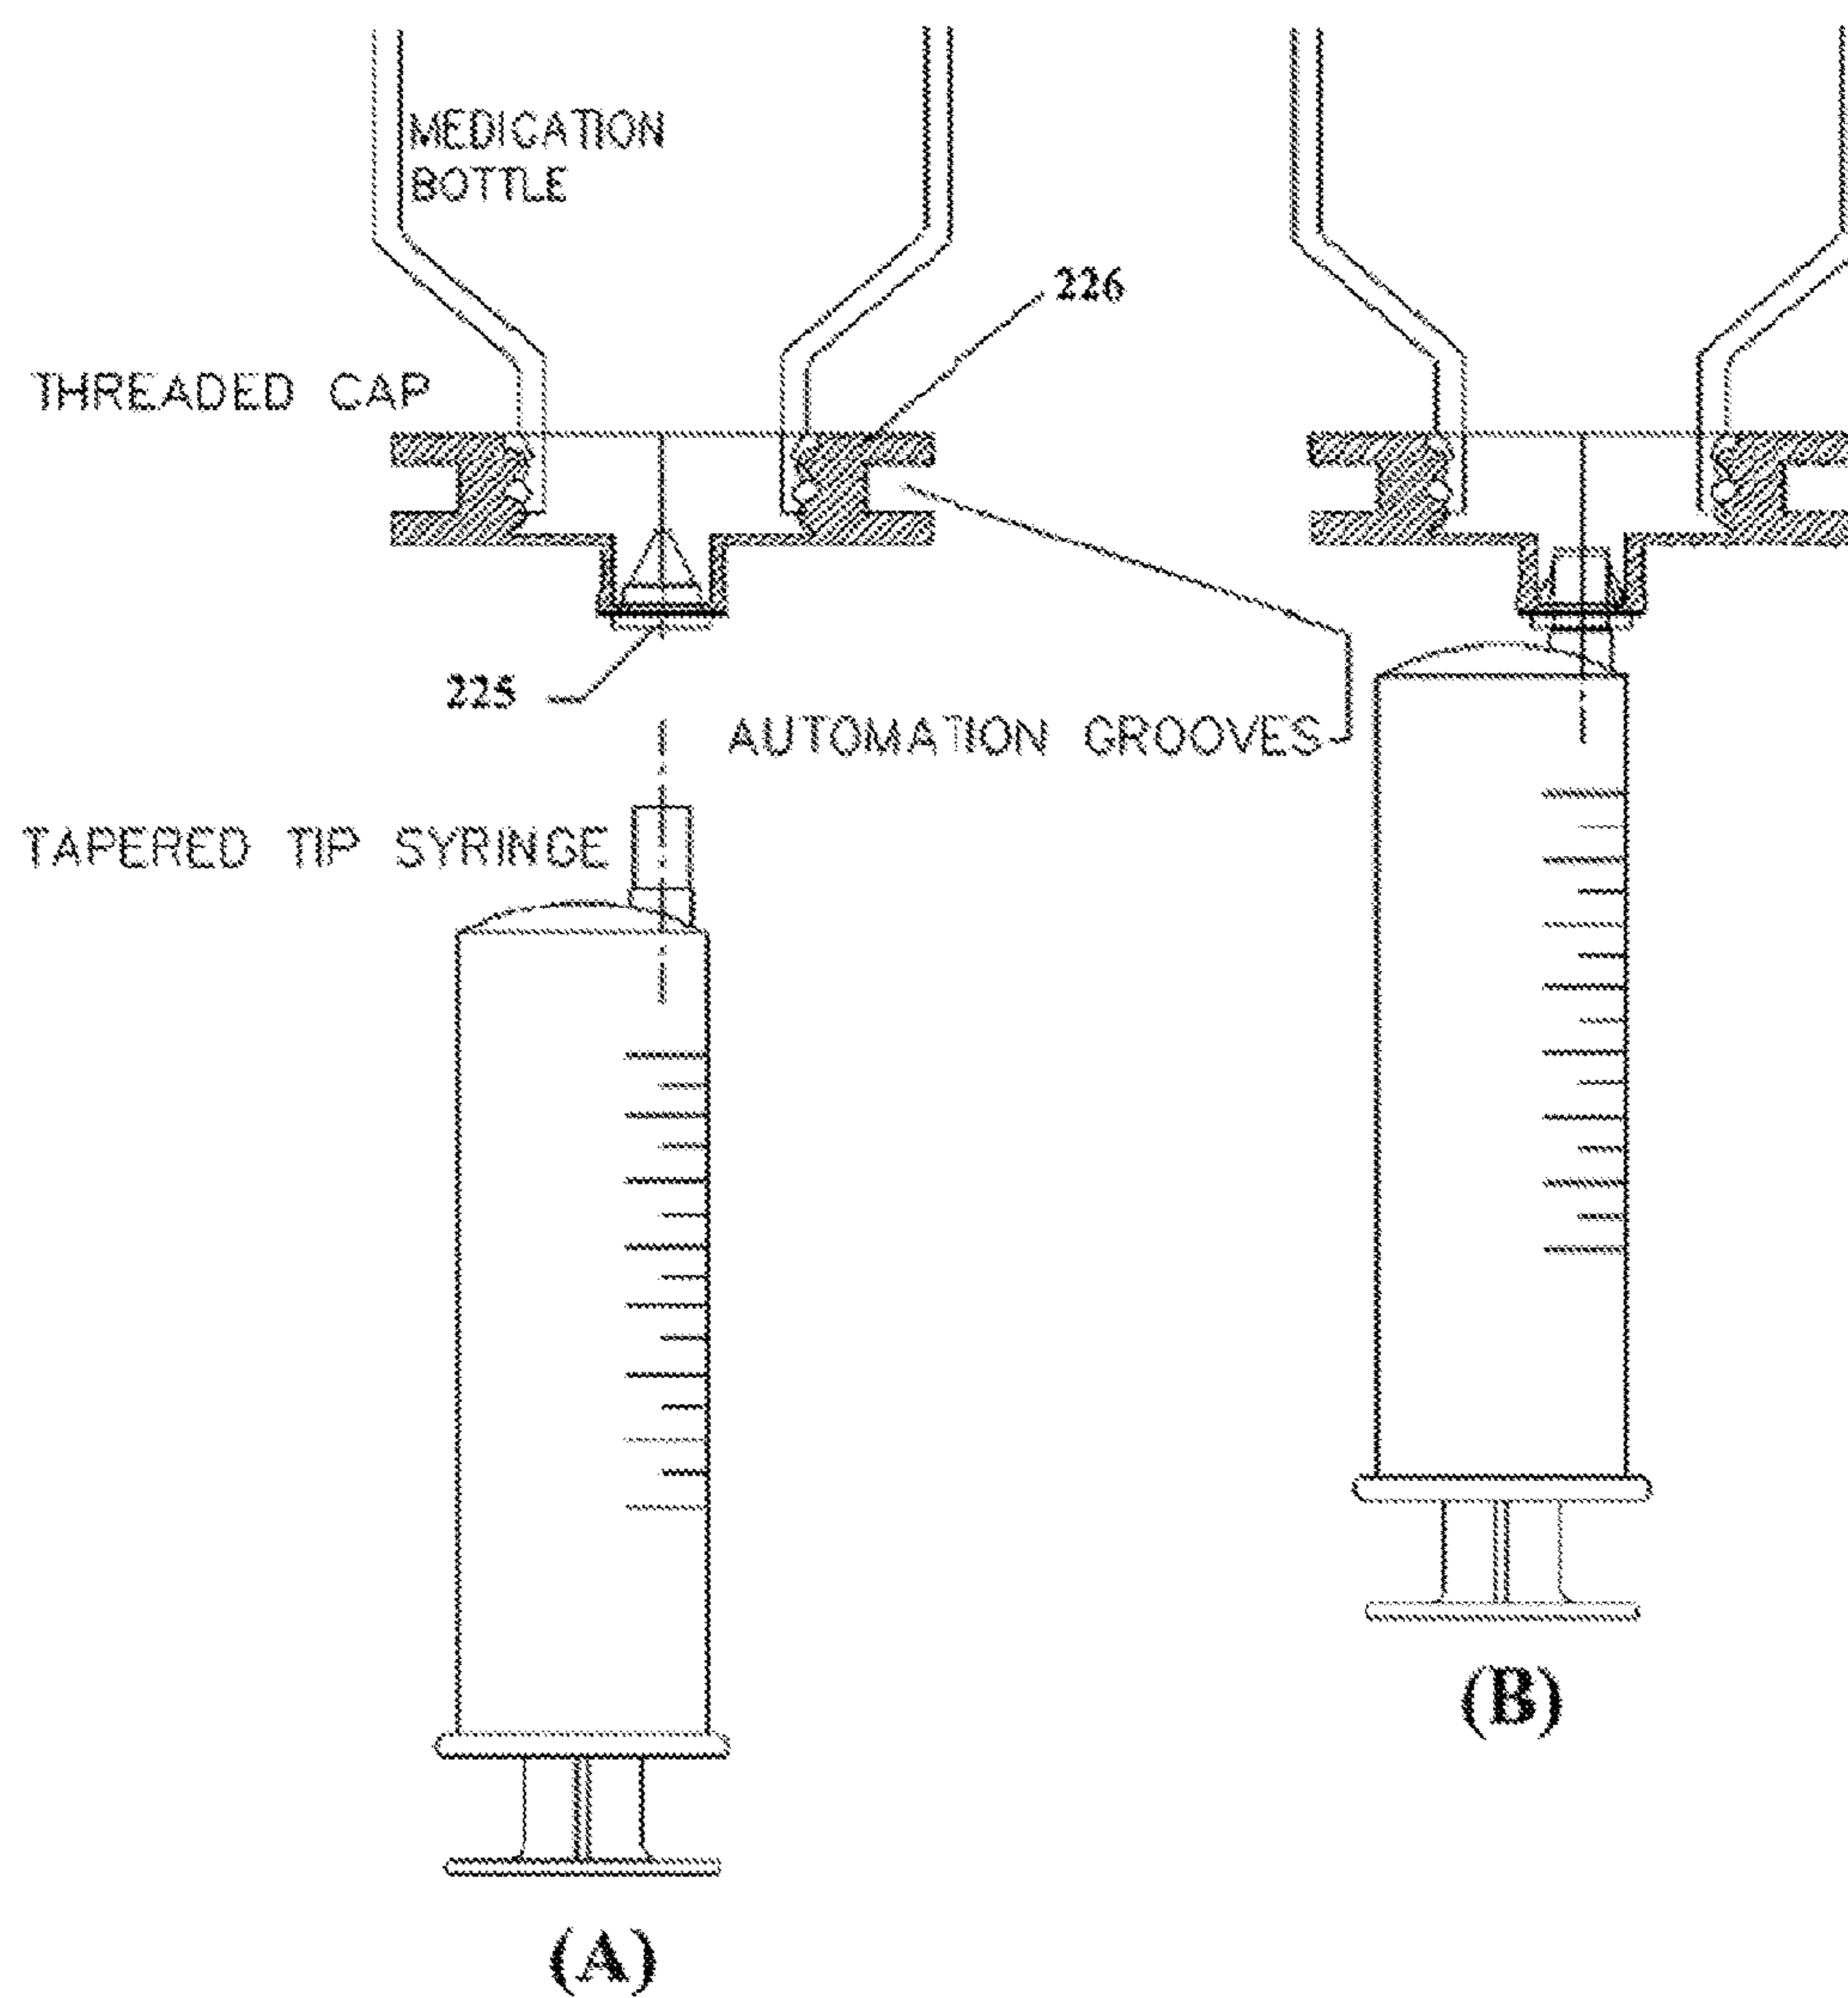 MEDICATION
BOTTLE
226
THREADED CAP
225
AUTOMATION GROOVES
TAPERED TIP SYRINGE
(B)
(A)